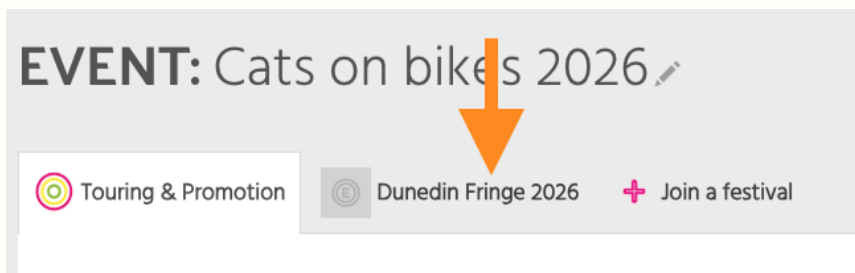 EVENT: Cats on bikes 2026
Touring & Promotion E Dunedin Fringe 2026 + Join a festival